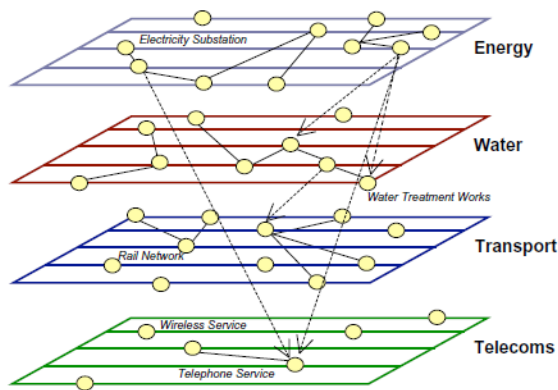 Electricity Substation
Energy
Water
Water Treatment Works
Transport
Rail Network
Wireless Service
Telecoms
Telephone Service